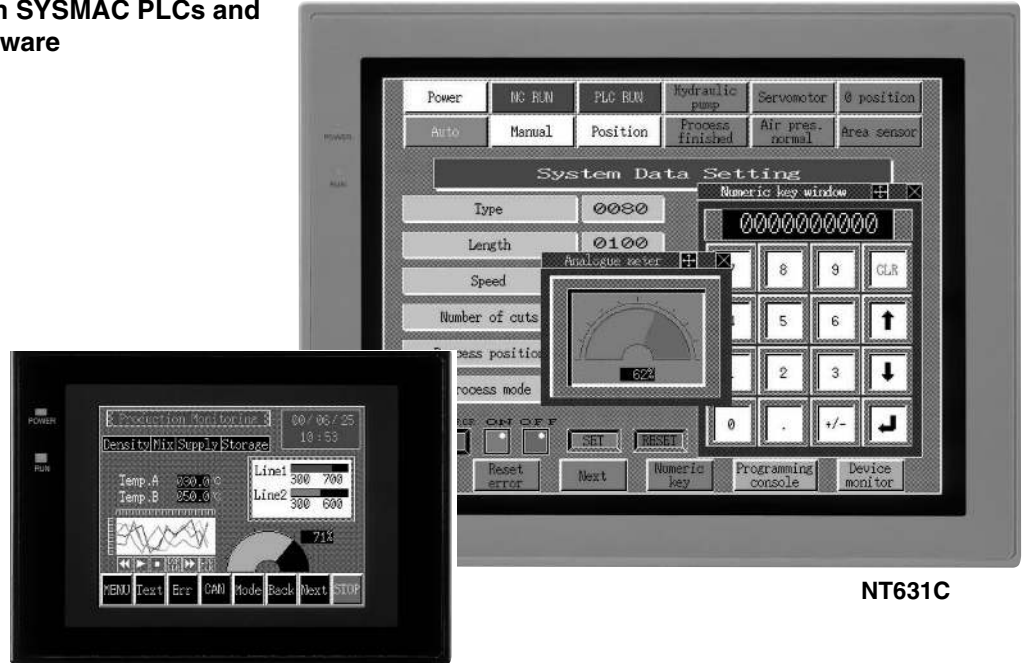 SYSMAC PLCs and
ware
Power NC RUN PLC RUN Hydraulic pump Servomotor 0 position
Auto Manual Position Process finished Air pres. normal Area sensor
POWER
RUN
System Data Setting
Numeric key window
Type 0080
0000000000
Length 0100
Analogue meter
8 9 CLR
Speed
Number of cuts
5 6
position
62%
2 3
mode
0 . +/-
ON OFF
SET RESET
Reset error Next Numeric key Programming console Device monitor
NT631C
POWER
RUN
Production Monitoring
00/06/25
10:53
Density Mix Supply Storage
Temp.A 030.0 °C
Temp.B 050.0 °C
Line1
300 700
Line2
300 600
71%
MENU Text Err CAN Mode Back Next STOP